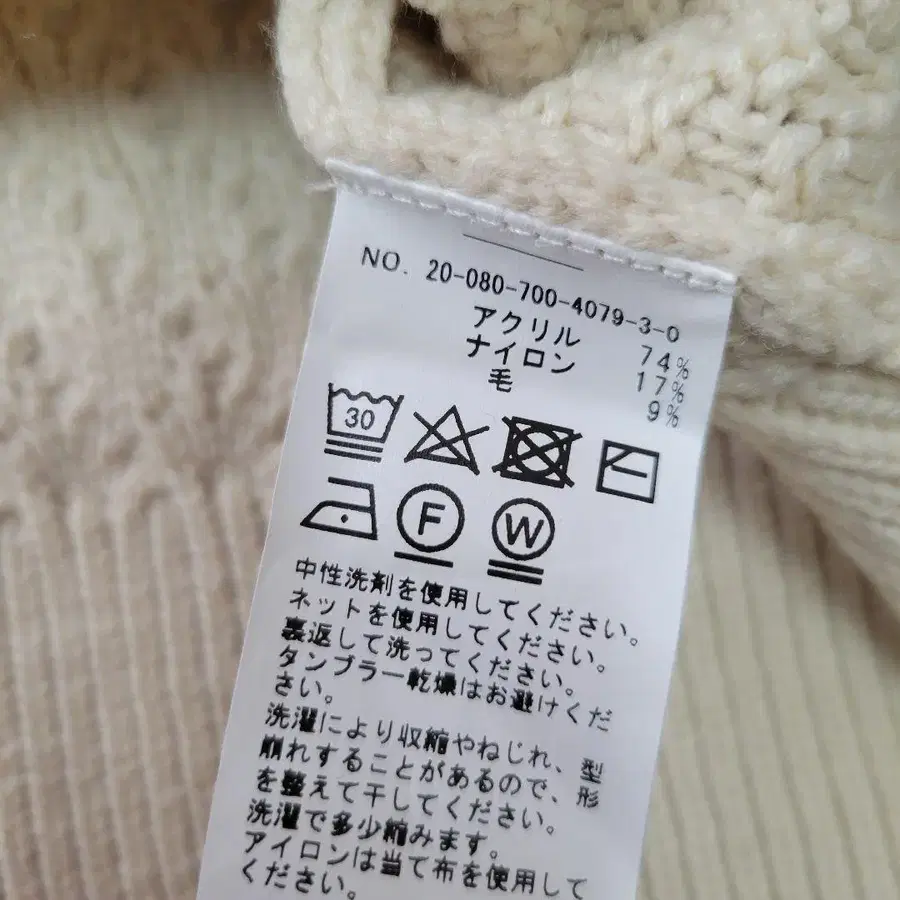 NO. 20-080-700-4079-3-0
アクリル 74%
ナイロン 17%
毛 9%
30
F W
中性洗剤を使用してください。
ネットを使用してください。
裏返して洗ってください。
タンブラー乾燥はお避けくだ
さい。
洗濯により収縮やねじれ、型
崩れすることがあるので、形
を整えて干してください。
洗濯で多少縮みます。
アイロンは当て布を使用して
ください。